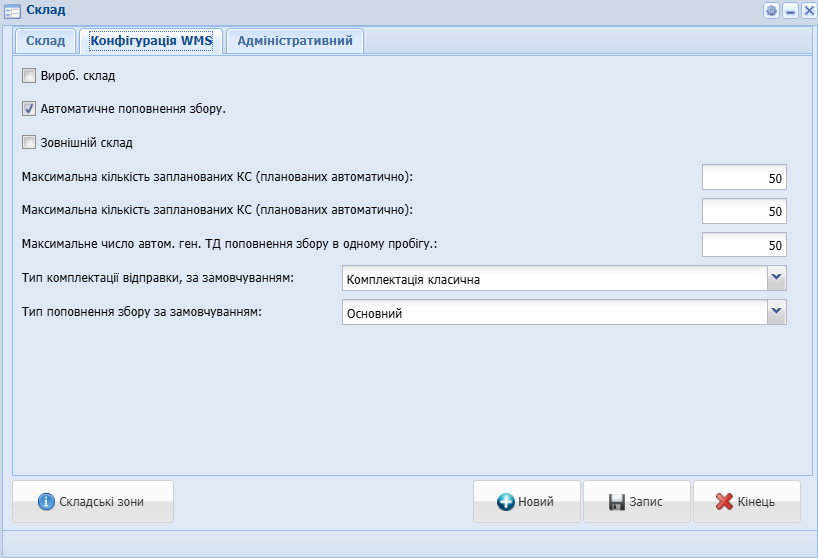 Склад
Склад
Конфігурація WMS
Адміністративний
Вироб. склад
Автоматичне поповнення збору.
Зовнішній склад
Максимальна кількість запланованих КС (планованих автоматично): 50
Максимальна кількість запланованих КС (планованих автоматично): 50
Максимальне число автом. ген. ТД поповнення збору в одному пробігу.: 50
Тип комплектації відправки, за замовчуванням: Комплектація класична
Тип поповнення збору за замовчуванням: Основний
Складські зони
Новий
Запис
Кінець